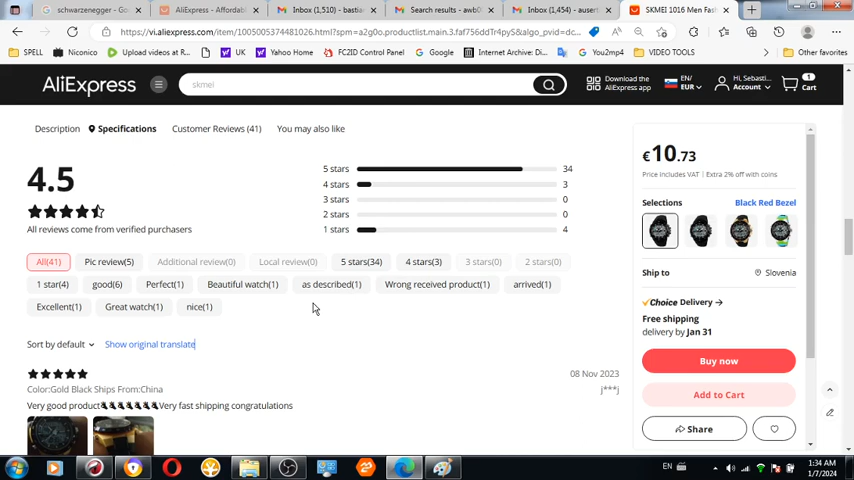 schwarzenegger - Go
AliExpress - Affordabl
Inbox (1,510) - bastian
Search results - awb0
Inbox (1,454) - ausert
SKMEI 1016 Men Fash
https://vi.aliexpress.com/item/1005005374481026.html?spm=a2g0o.productlist.main.3.faf756ddTr4pyS&algo_pvid=dc...
SPELL
Niconico
Upload videos at R...
UK
Yahoo Home
FC2ID Control Panel
Google
Internet Archive: Di...
You2mp4
VIDEO TOOLS
Other favorites
AliExpress
skmei
Download the
AliExpress app
EN/
EUR
Hi, Sebasti...
Account
1
Cart
Description
Specifications
Customer Reviews (41)
You may also like
4.5
All reviews come from verified purchasers
5 stars 34
4 stars 3
3 stars 0
2 stars 0
1 stars 4
All(41) Pic review(5) Additional review(0) Local review(0) 5 stars(34) 4 stars(3) 3 stars(0) 2 stars(0)
1 star(4) good(6) Perfect(1) Beautiful watch(1) as described(1) Wrong received product(1) arrived(1)
Excellent(1) Great watch(1) nice(1)
Sort by default Show original translate
08 Nov 2023
Color:Gold Black Ships From:China
j***j
Very good product Very fast shipping congratulations
€10.73
Price includes VAT | Extra 2% off with coins
Selections Black Red Bezel
Ship to Slovenia
Choice Delivery
Free shipping
delivery by Jan 31
Buy now
Add to Cart
Share
EN
1:34 AM
1/7/2024